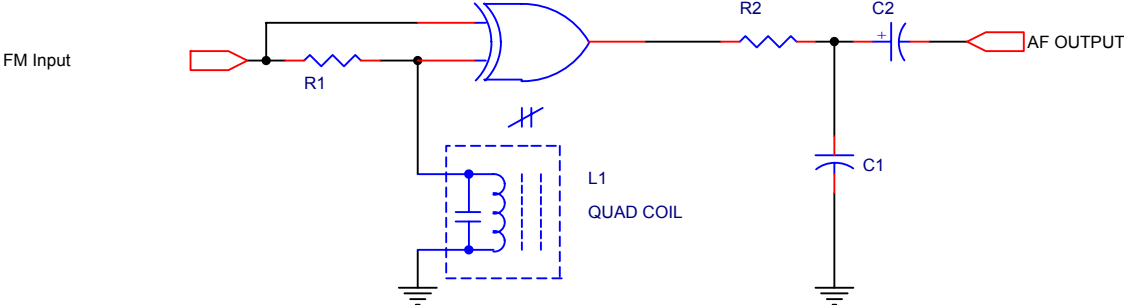 R2
C2
+
FM Input
AF OUTPUT
R1
C1
L1
QUAD COIL